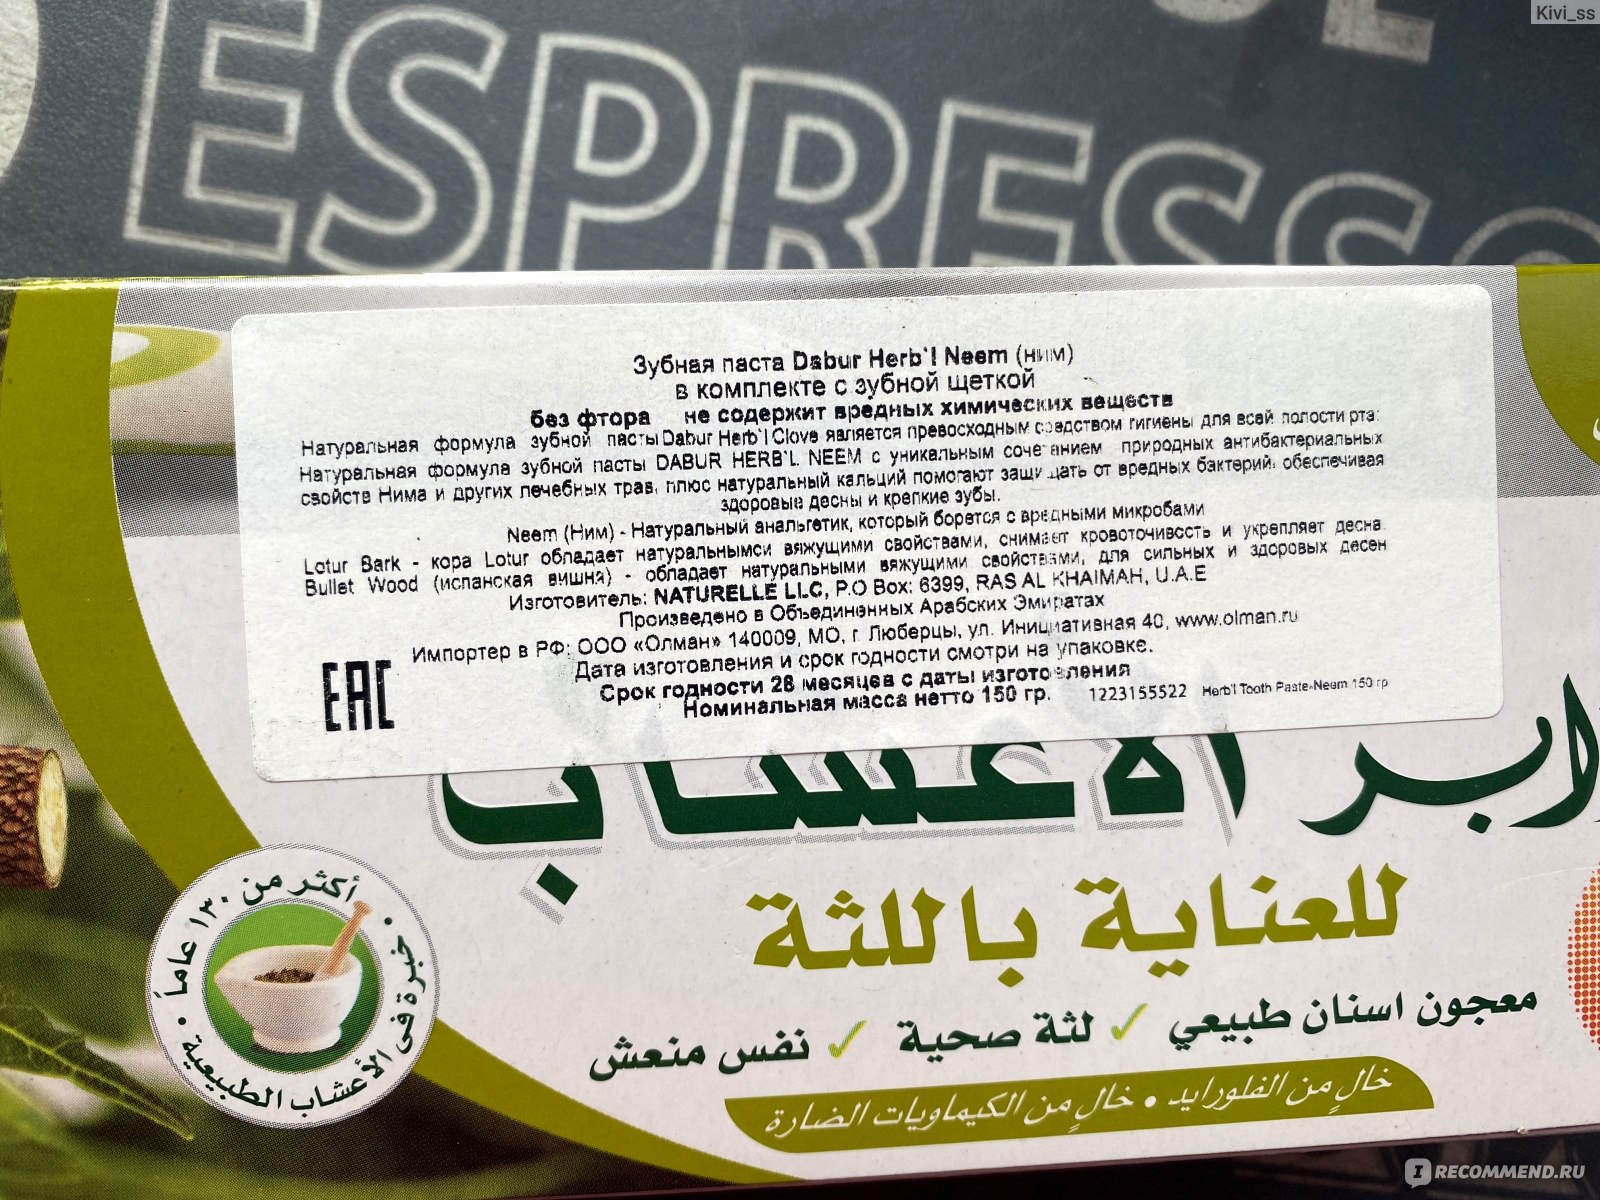 Kivi_ss
ESPRESSO
Зубная паста Dabur Herb`l Neem (ним)
в комплекте с зубной щеткой
без фтора не содержит вредных химических веществ
Натуральная формула зубной пасты Dabur Herb`l Clove является превосходным средством гигиены для всей полости рта:
Натуральная формула зубной пасты DABUR HERB`L NEEM с уникальным сочетанием природных антибактериальных
свойств Нима и других лечебных трав, плюс натуральный кальций помогают защищать от вредных бактерий, обеспечивая
здоровые десны и крепкие зубы.
Neem (Ним) - Натуральный анальгетик, который борется с вредными микробами
Lotur Bark - кора Lotur обладает натуральнымси вяжущими свойствами, снимает кровоточивссть и укрепляет десна.
Bullet Wood (испанская вишня) - обладает натуральными вяжущими свойствами, для сильных и здоровых десен
Изготовитель: NATURELLE LLC, P.O Box: 6399, RAS AL KHAIMAH, U.A.E
Произведено в Объединенных Арабских Эмиратах
Импортер в РФ: ООО «Олман» 140009, МО, г. Люберцы, ул. Инициативная 40, www.olman.ru
Дата изготовления и срок годности смотри на упаковке.
Срок годности 28 месяцев с даты изготовления
Номинальная масса нетто 150 гр. 1223155522 Herb'l Tooth Paste-Neem 150 гр
EAC
الأعشاب
للعناية باللثة
معجون اسنان طبيعي ✓ لثة صحية ✓ نفس منعش
خالٍ من الفلورايد • خالٍ من الكيماويات الضارة
أكثر من ١٣٠ عاماً •
• خبرة في الأعشاب الطبيعية
IRECOMMEND.RU